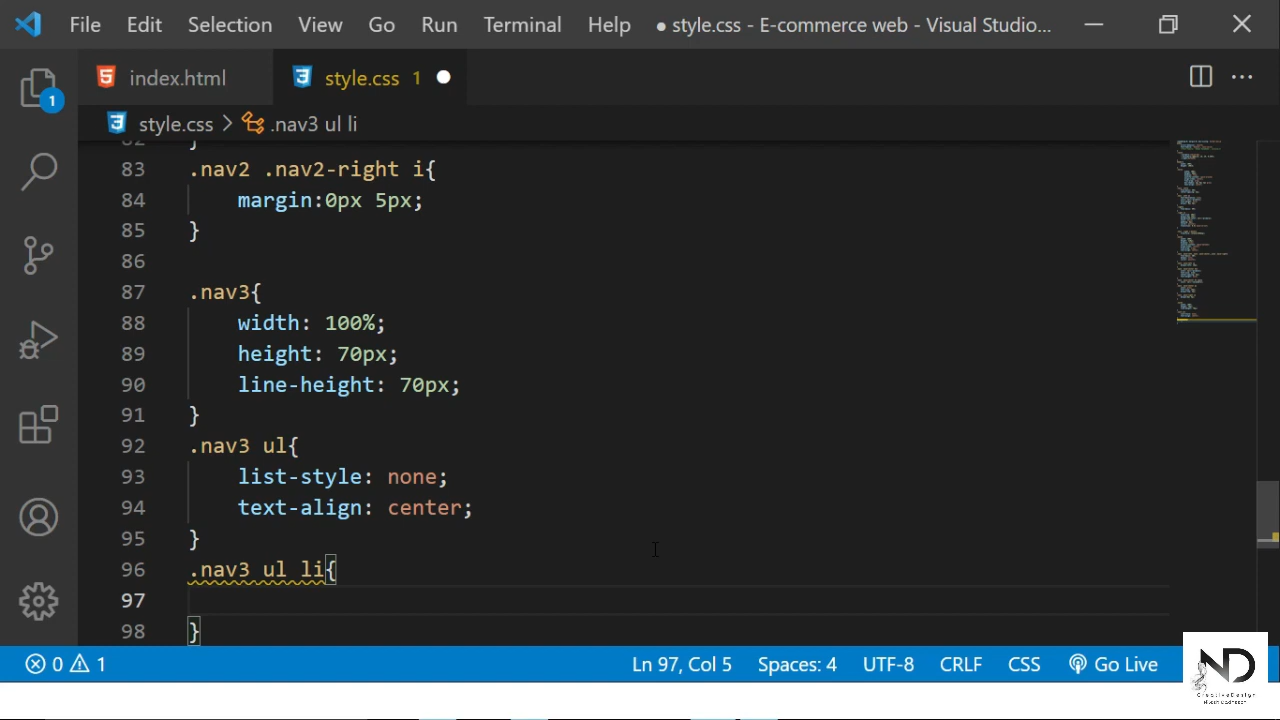 File Edit Selection View Go Run Terminal Help ● style.css - E-commerce web - Visual Studio...
index.html style.css 1
style.css > .nav3 ul li
82 }
83 .nav2 .nav2-right i{
84 margin:0px 5px;
85 }
86
87 .nav3{
88 width: 100%;
89 height: 70px;
90 line-height: 70px;
91 }
92 .nav3 ul{
93 list-style: none;
94 text-align: center;
95 }
96 .nav3 ul li{
97
98 }
1
0 1 Ln 97, Col 5 Spaces: 4 UTF-8 CRLF CSS Go Live
ND
CreativeDesign